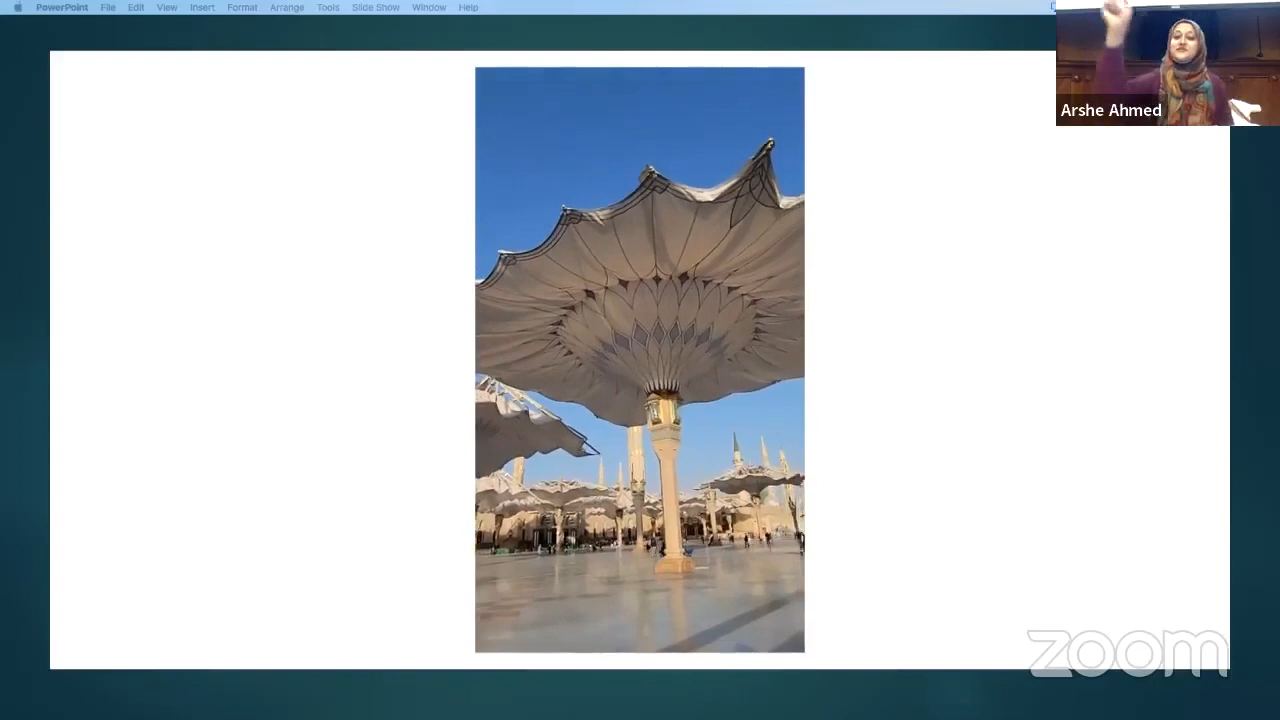 PowerPoint File Edit View Insert Format Arrange Tools Slide Show Window Help
Arshe Ahmed
zoom